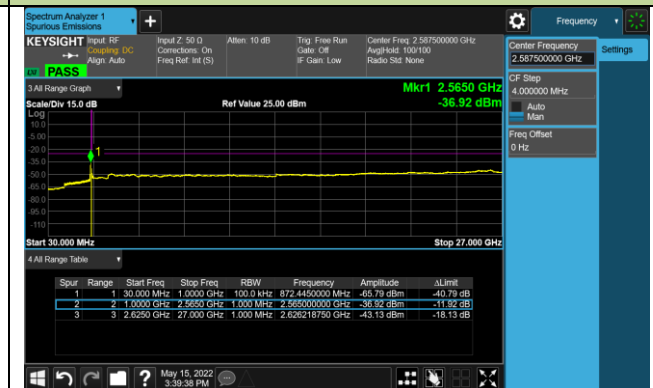 Spectrum Analyzer 1
Spurious Emissions
Frequency
KEYSIGHT Input: RF Input Z: 50 Ω Atten: 10 dB Trig: Free Run Center Freq: 2.587500000 GHz
Coupling: DC Corrections: On Gate: Off Avg|Hold: 100/100
Align: Auto Freq Ref: Int (S) IF Gain: Low Radio Std: None
PASS
Center Frequency
2.587500000 GHz
Settings
CF Step
4.000000 MHz
Auto
Man
Freq Offset
0 Hz
3 All Range Graph
Mkr1 2.5650 GHz
Scale/Div 15.0 dB Ref Value 25.00 dBm -36.92 dBm
Log
10.0
-5.00
-20.0
-35.0
-50.0
-65.0
-80.0
-95.0
-110
1
Start 30.000 MHz Stop 27.000 GHz
4 All Range Table
Spur Range Start Freq Stop Freq RBW Frequency Amplitude ΔLimit
1 1 30.000 MHz 1.0000 GHz 100.0 kHz 872.4450000 MHz -65.79 dBm -40.79 dB
2 2 1.0000 GHz 2.5650 GHz 1.000 MHz 2.565000000 GHz -36.92 dBm -11.92 dB
3 3 2.6250 GHz 27.000 GHz 1.000 MHz 2.626218750 GHz -43.13 dBm -18.13 dB
May 15, 2022
3:39:38 PM